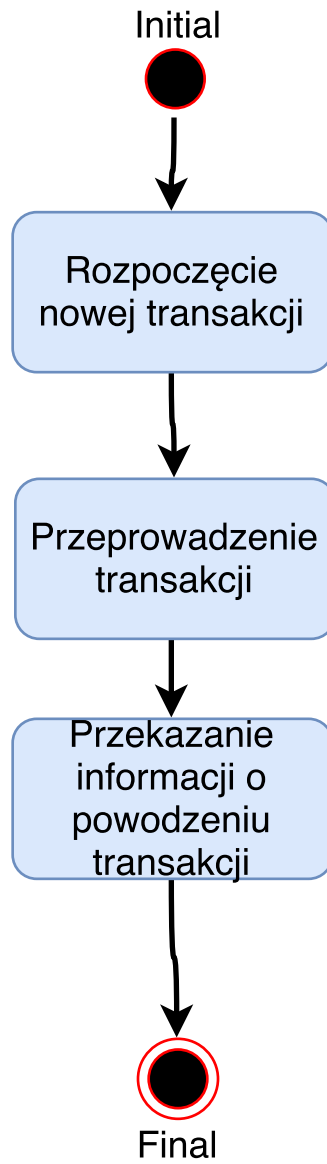 Initial
Rozpoczęcie
nowej transakcji
Przeprowadzenie
transakcji
Przekazanie
informacji o
powodzeniu
transakcji
Final